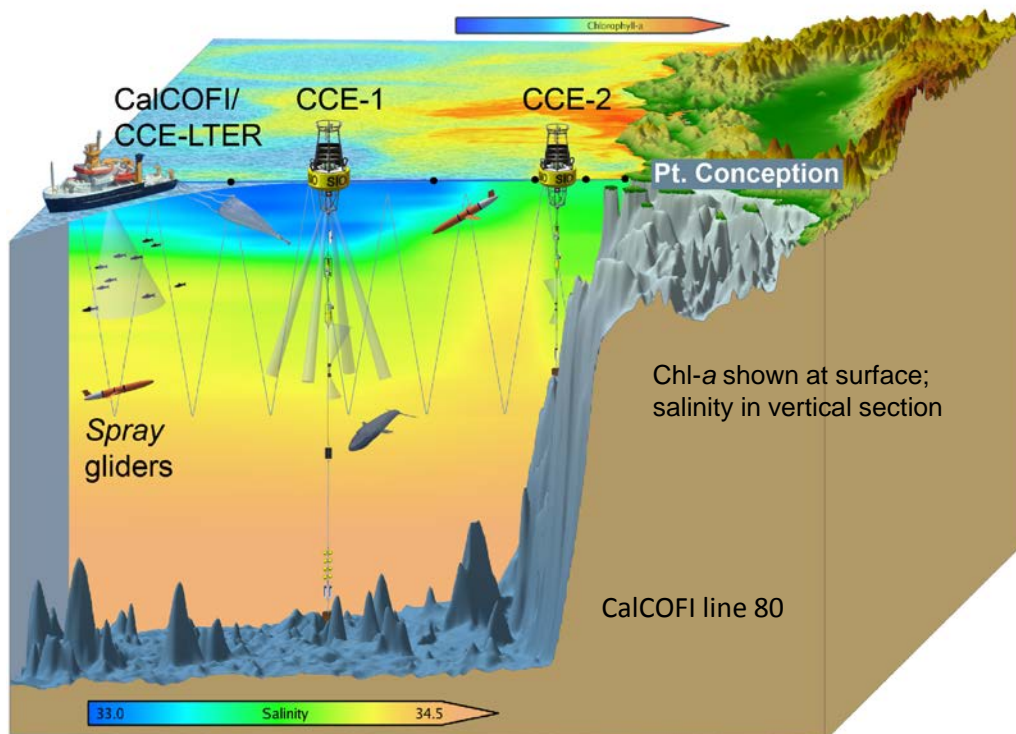 Chlorophyll-a
CalCOFI/
CCE-LTER
CCE-1
CCE-2
SIO
Pt. Conception
Chl-a shown at surface;
salinity in vertical section
Spray
gliders
CalCOFI line 80
33.0 Salinity 34.5